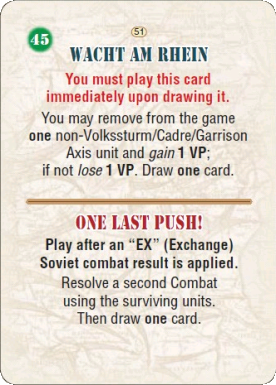 51
45
WACHT AM RHEIN
You must play this card
immediately upon drawing it.
You may remove from the game
one non-Volkssturm/Cadre/Garrison
Axis unit and gain 1 VP;
if not lose 1 VP. Draw one card.
ONE LAST PUSH!
Play after an “EX” (Exchange)
Soviet combat result is applied.
Resolve a second Combat
using the surviving units.
Then draw one card.